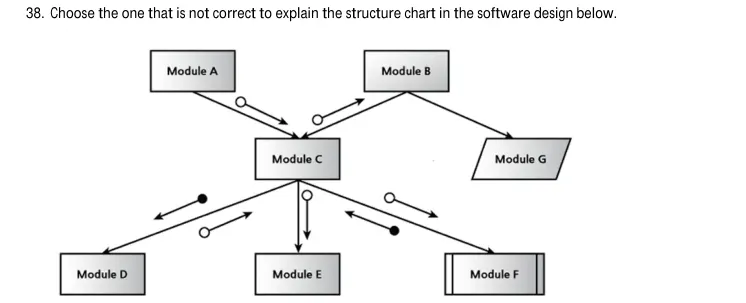 38. Choose the one that is not correct to explain the structure chart in the software design below.
Module A
Module B
Module C
Module G
Module D
Module E
Module F